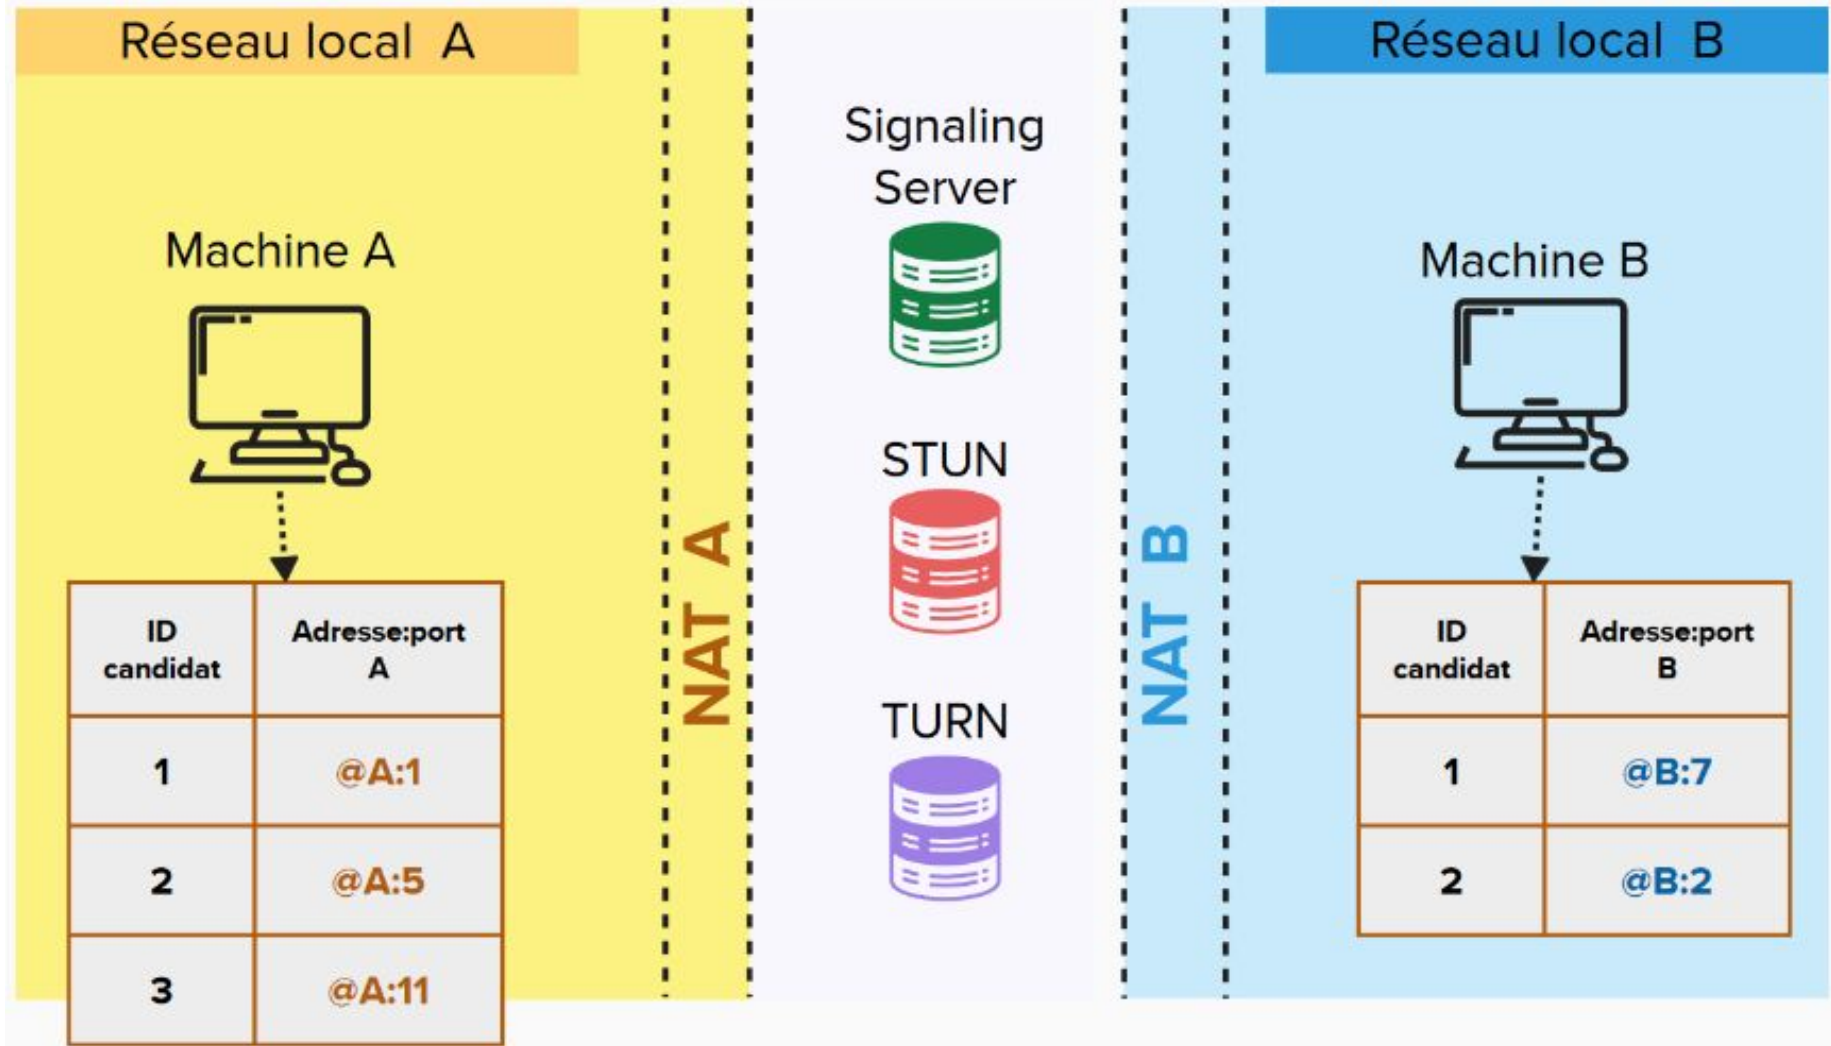 Réseau local A
Réseau local B
Signaling
Server
Machine A
Machine B
STUN
NAT A
NAT B
TURN
ID
candidat
Adresse:port
A
1
@A:1
2
@A:5
3
@A:11
ID
candidat
Adresse:port
B
1
@B:7
2
@B:2